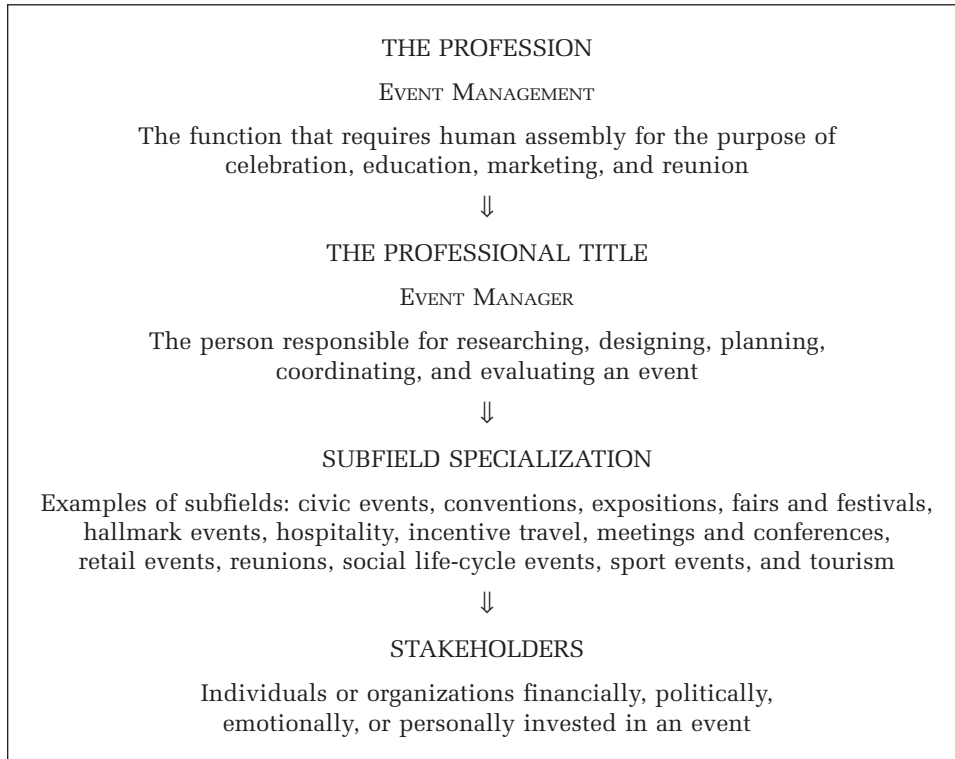 THE PROFESSION
EVENT MANAGEMENT
The function that requires human assembly for the purpose of
celebration, education, marketing, and reunion
⇓
THE PROFESSIONAL TITLE
EVENT MANAGER
The person responsible for researching, designing, planning,
coordinating, and evaluating an event
⇓
SUBFIELD SPECIALIZATION
Examples of subfields: civic events, conventions, expositions, fairs and festivals,
hallmark events, hospitality, incentive travel, meetings and conferences,
retail events, reunions, social life-cycle events, sport events, and tourism
⇓
STAKEHOLDERS
Individuals or organizations financially, politically,
emotionally, or personally invested in an event